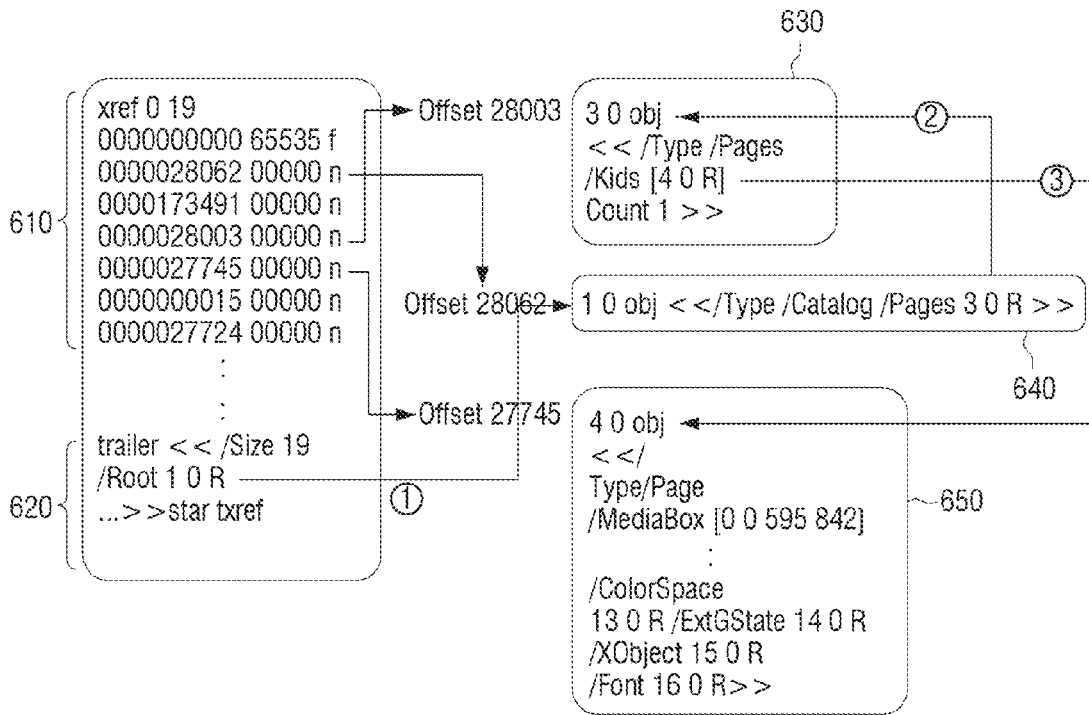 630
xref 0 19
0000000000 65535 f
0000028062 00000 n
0000173491 00000 n
0000028003 00000 n
0000027745 00000 n
0000000015 00000 n
0000027724 00000 n
610
trailer << /Size 19
/Root 1 0 R
...>>star txref
620
①
Offset 28003
3 0 obj
<< /Type /Pages
/Kids [4 0 R]
Count 1 >>
②
③
Offset 28062
1 0 obj <</Type /Catalog /Pages 3 0 R >>
640
Offset 27745
4 0 obj
<</
Type/Page
/MediaBox [0 0 595 842]
:
/ColorSpace
13 0 R /ExtGState 14 0 R
/XObject 15 0 R
/Font 16 0 R>>
650